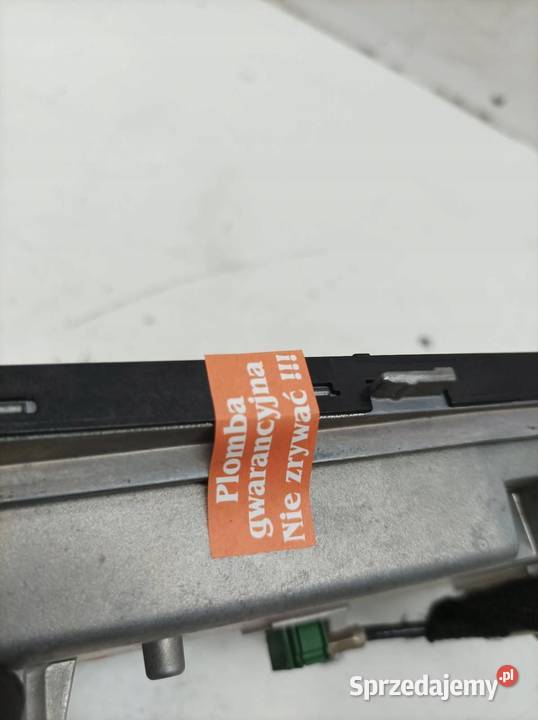 Plomba
gwarancyjna
Nie zrywać !!!
Sprzedajemy.pl